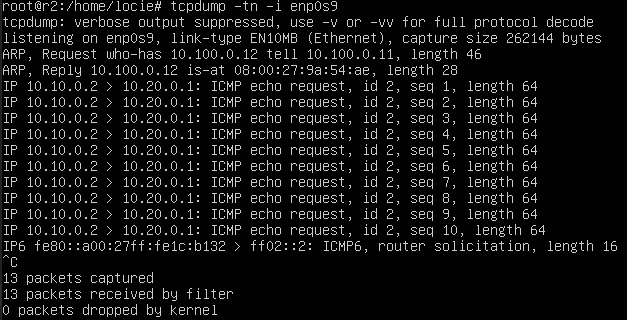 root@r2:/home/locie# tcpdump -tn -i enp0s9
tcpdump: verbose output suppressed, use -v or -vv for full protocol decode
listening on enp0s9, link-type EN10MB (Ethernet), capture size 262144 bytes
ARP, Request who-has 10.100.0.12 tell 10.100.0.11, length 46
ARP, Reply 10.100.0.12 is-at 08:00:27:9a:54:ae, length 28
IP 10.10.0.2 > 10.20.0.1: ICMP echo request, id 2, seq 1, length 64
IP 10.10.0.2 > 10.20.0.1: ICMP echo request, id 2, seq 2, length 64
IP 10.10.0.2 > 10.20.0.1: ICMP echo request, id 2, seq 3, length 64
IP 10.10.0.2 > 10.20.0.1: ICMP echo request, id 2, seq 4, length 64
IP 10.10.0.2 > 10.20.0.1: ICMP echo request, id 2, seq 5, length 64
IP 10.10.0.2 > 10.20.0.1: ICMP echo request, id 2, seq 6, length 64
IP 10.10.0.2 > 10.20.0.1: ICMP echo request, id 2, seq 7, length 64
IP 10.10.0.2 > 10.20.0.1: ICMP echo request, id 2, seq 8, length 64
IP 10.10.0.2 > 10.20.0.1: ICMP echo request, id 2, seq 9, length 64
IP 10.10.0.2 > 10.20.0.1: ICMP echo request, id 2, seq 10, length 64
IP6 fe80::a00:27ff:fe1c:b132 > ff02::2: ICMP6, router solicitation, length 16
^C
13 packets captured
13 packets received by filter
0 packets dropped by kernel